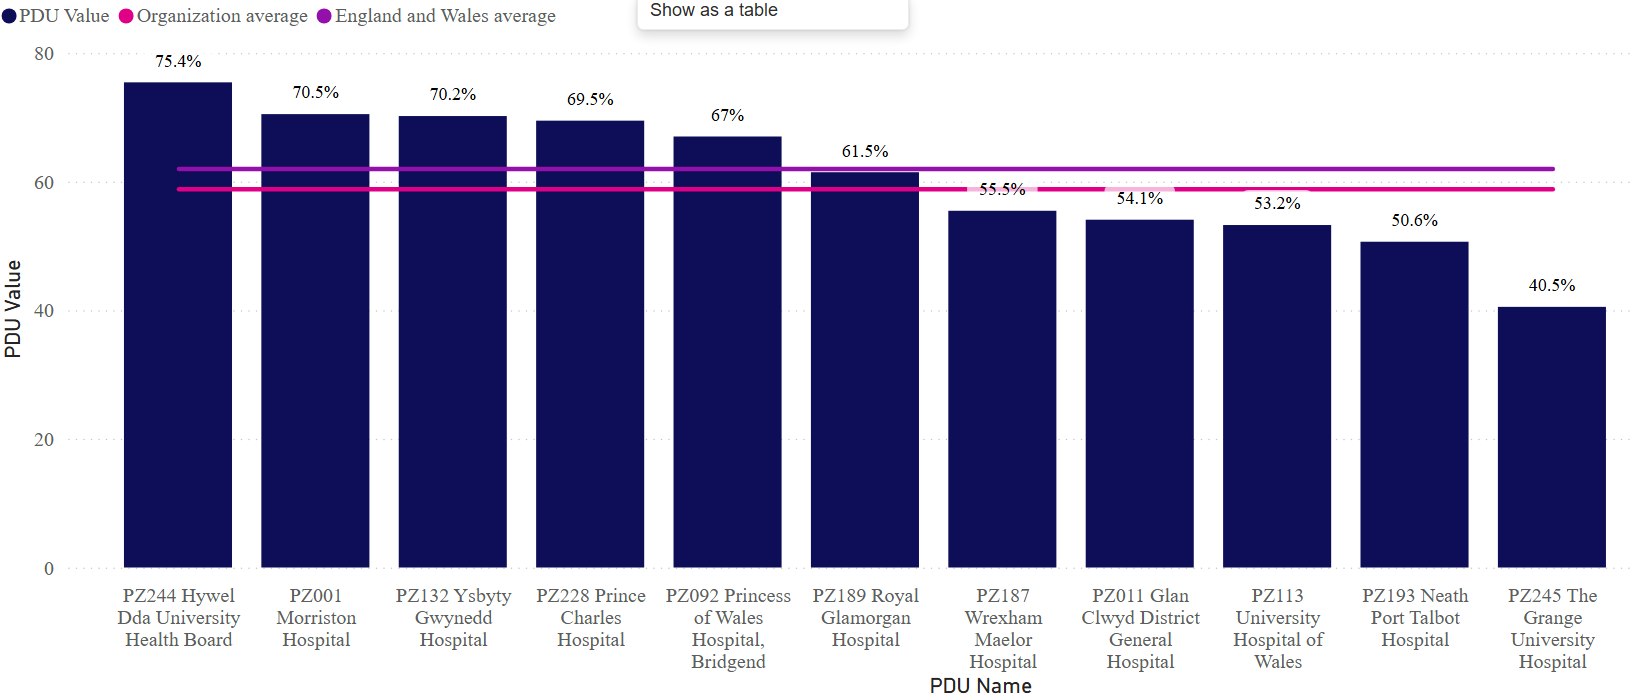 PDU Value Organization average England and Wales average
Show as a table
80
60
40
20
0
PDU Value
75.4%
70.5%
70.2%
69.5%
67%
61.5%
55.5%
54.1%
53.2%
50.6%
40.5%
PZ244 Hywel
Dda University
Health Board
PZ001
Morriston
Hospital
PZ132 Ysbyty
Gwynedd
Hospital
PZ228 Prince
Charles
Hospital
PZ092 Princess
of Wales
Hospital,
Bridgend
PZ189 Royal
Glamorgan
Hospital
PZ187
Wrexham
Maelor
Hospital
PZ011 Glan
Clwyd District
General
Hospital
PZ113
University
Hospital of
Wales
PZ193 Neath
Port Talbot
Hospital
PZ245 The
Grange
University
Hospital
PDU Name